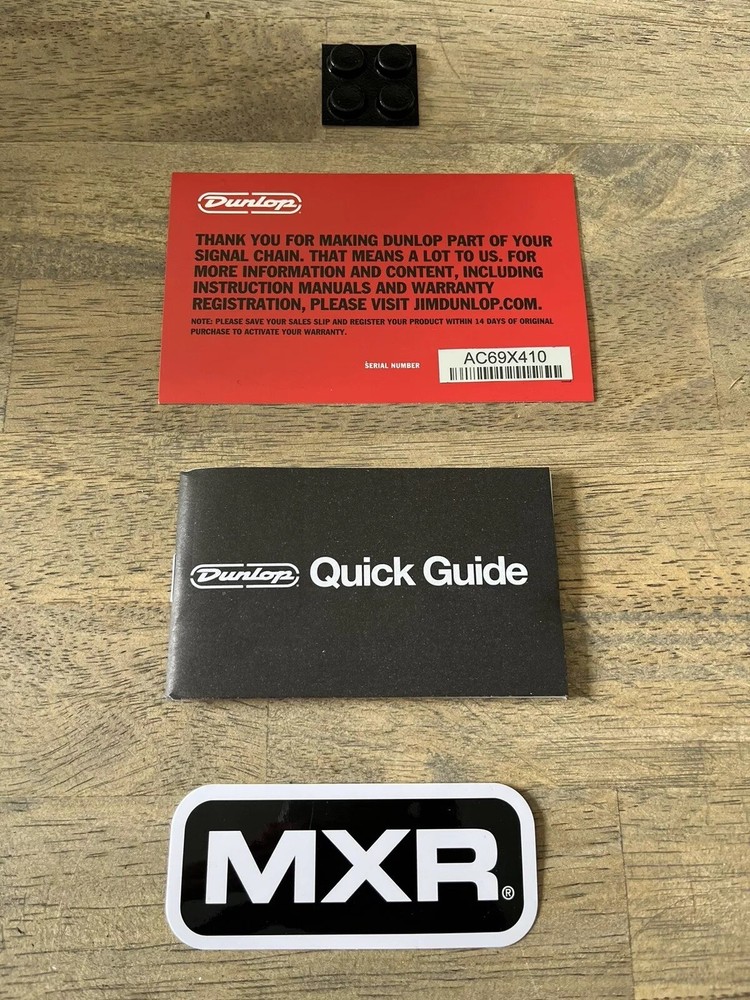 Dunlop
THANK YOU FOR MAKING DUNLOP PART OF YOUR
SIGNAL CHAIN. THAT MEANS A LOT TO US. FOR
MORE INFORMATION AND CONTENT, INCLUDING
INSTRUCTION MANUALS AND WARRANTY
REGISTRATION, PLEASE VISIT JIMDUNLOP.COM.
NOTE: PLEASE SAVE YOUR SALES SLIP AND REGISTER YOUR PRODUCT WITHIN 14 DAYS OF ORIGINAL
PURCHASE TO ACTIVATE YOUR WARRANTY.
SERIAL NUMBER AC69X410
Dunlop Quick Guide
MXR®